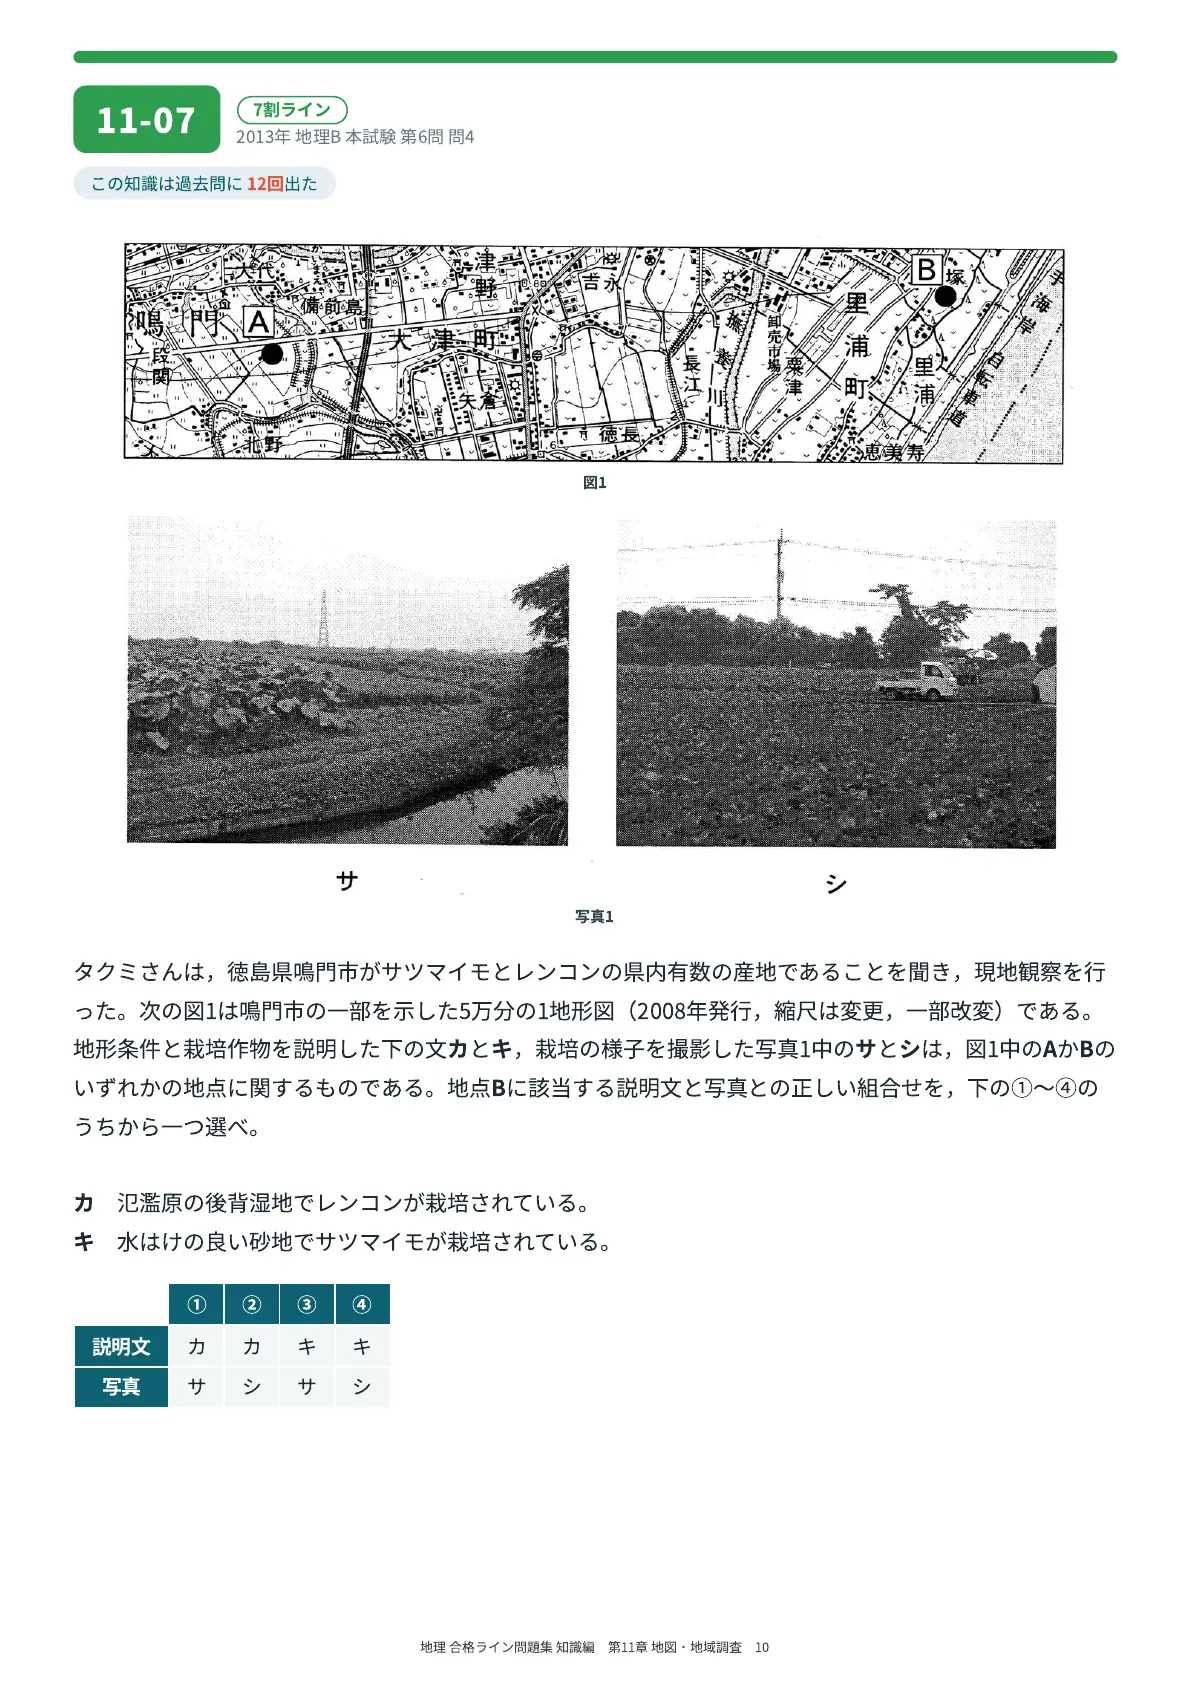 11-07
7割ライン
2013年 地理B 本試験 第6問 問4
この知識は過去問に 12回出た
大代
津野
吉永
B
塚
鳴門
A
備前島
段関
大津町
矢倉
北野
徳長
長江
川
卸売市場
粟津
里浦町
里浦
恵美寿
海岸
自転車道
図1
サ
シ
写真1
タクミさんは，徳島県鳴門市がサツマイモとレンコンの県内有数の産地であることを聞き，現地観察を行
った。次の図1は鳴門市の一部を示した5万分の1地形図（2008年発行，縮尺は変更，一部改変）である。
地形条件と栽培作物を説明した下の文カとキ，栽培の様子を撮影した写真1中のサとシは，図1中のAかBの
いずれかの地点に関するものである。地点Bに該当する説明文と写真との正しい組合せを，下の①〜④の
うちから一つ選べ。
カ　氾濫原の後背湿地でレンコンが栽培されている。
キ　水はけの良い砂地でサツマイモが栽培されている。
① ② ③ ④
説明文 カ カ キ キ
写真 サ シ サ シ
地理 合格ライン問題集 知識編　第11章 地図・地域調査　10